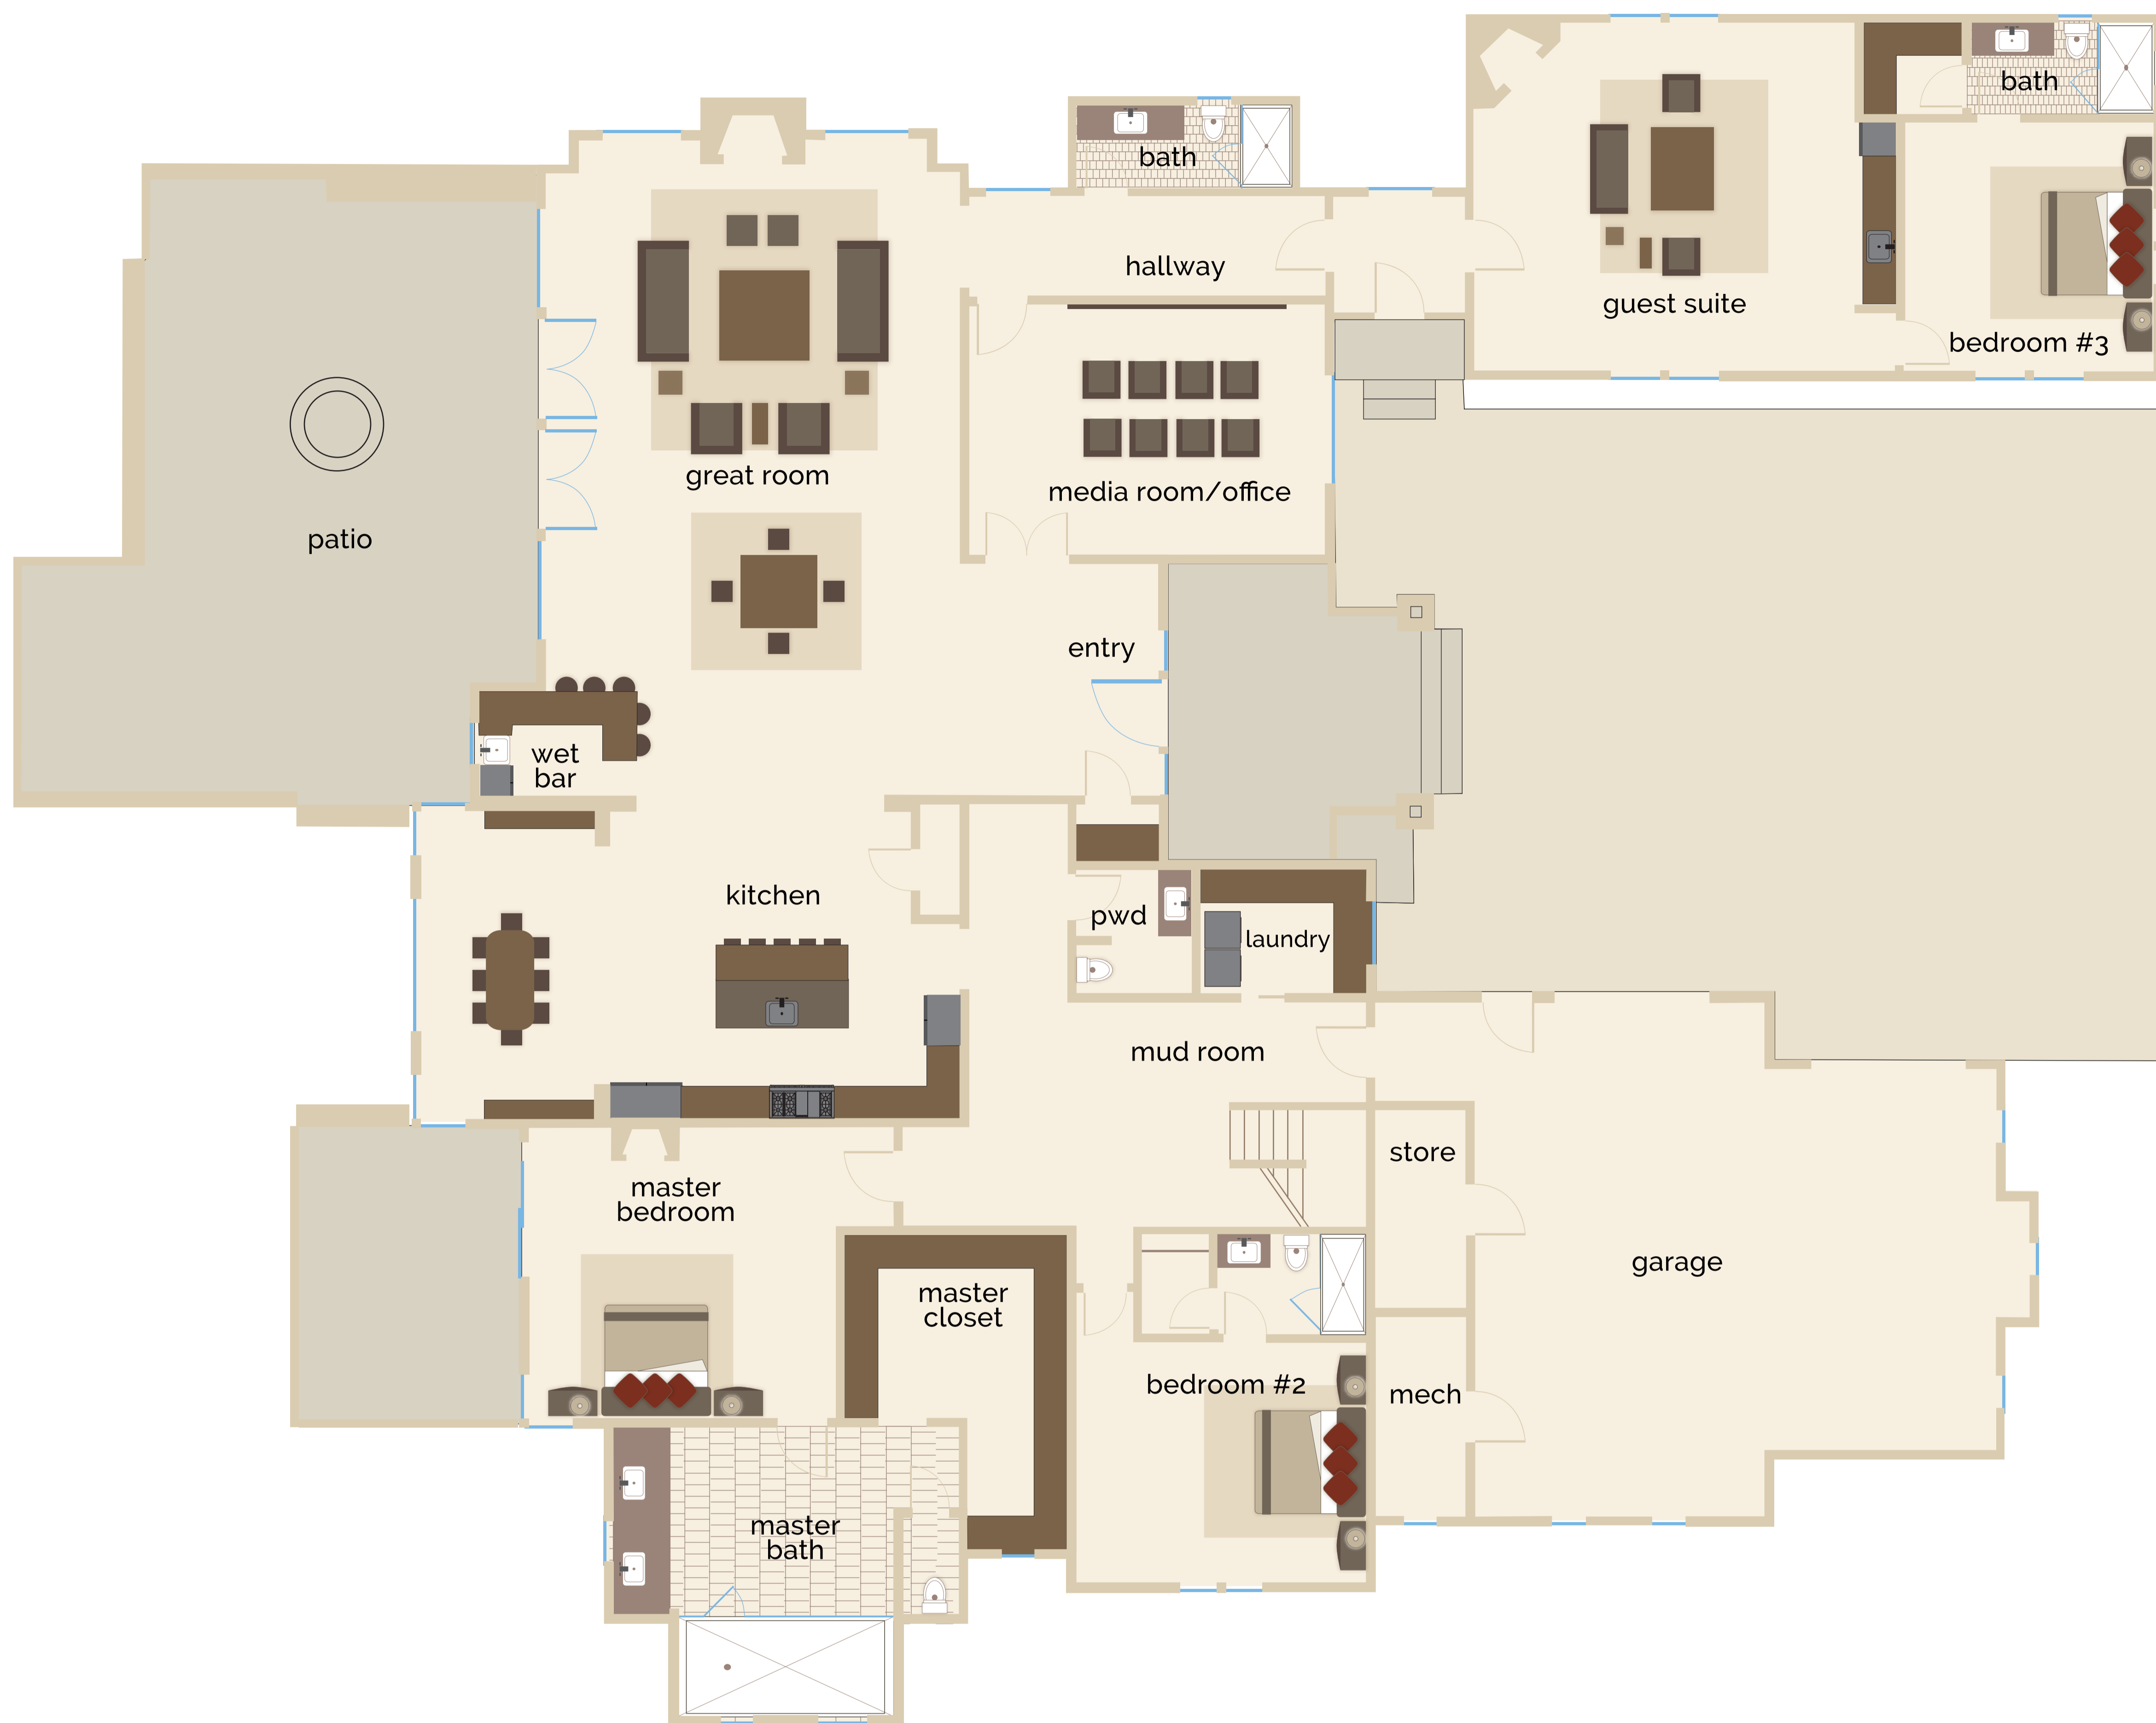 bath
bath
hallway
guest suite
bedroom #3
great room
media room/office
patio
entry
wet
bar
kitchen
pwd
laundry
mud room
store
master
bedroom
garage
master
closet
bedroom #2
mech
master
bath